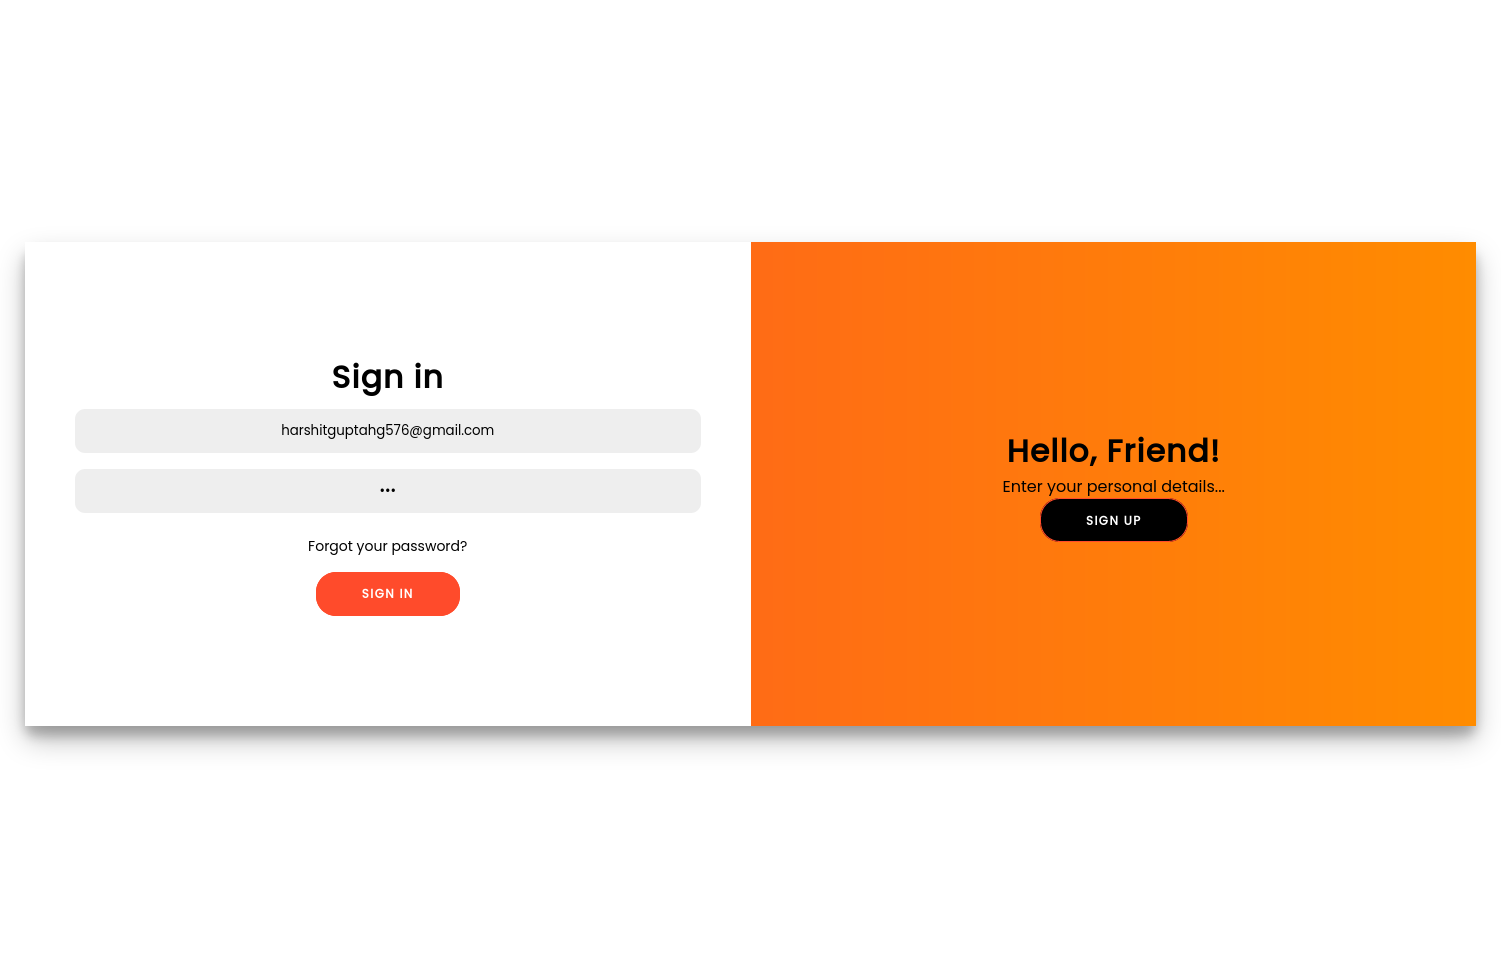 Sign in
harshitguptahg576@gmail.com
•••
Forgot your password?
SIGN IN
Hello, Friend!
Enter your personal details...
SIGN UP